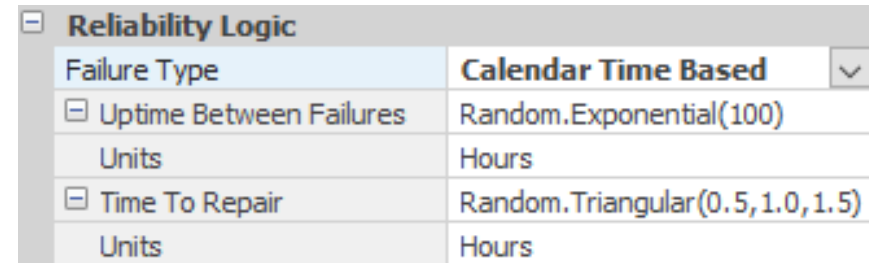 Reliability Logic
Failure Type Calendar Time Based
Uptime Between Failures Random.Exponential(100)
Units Hours
Time To Repair Random.Triangular(0.5,1.0,1.5)
Units Hours